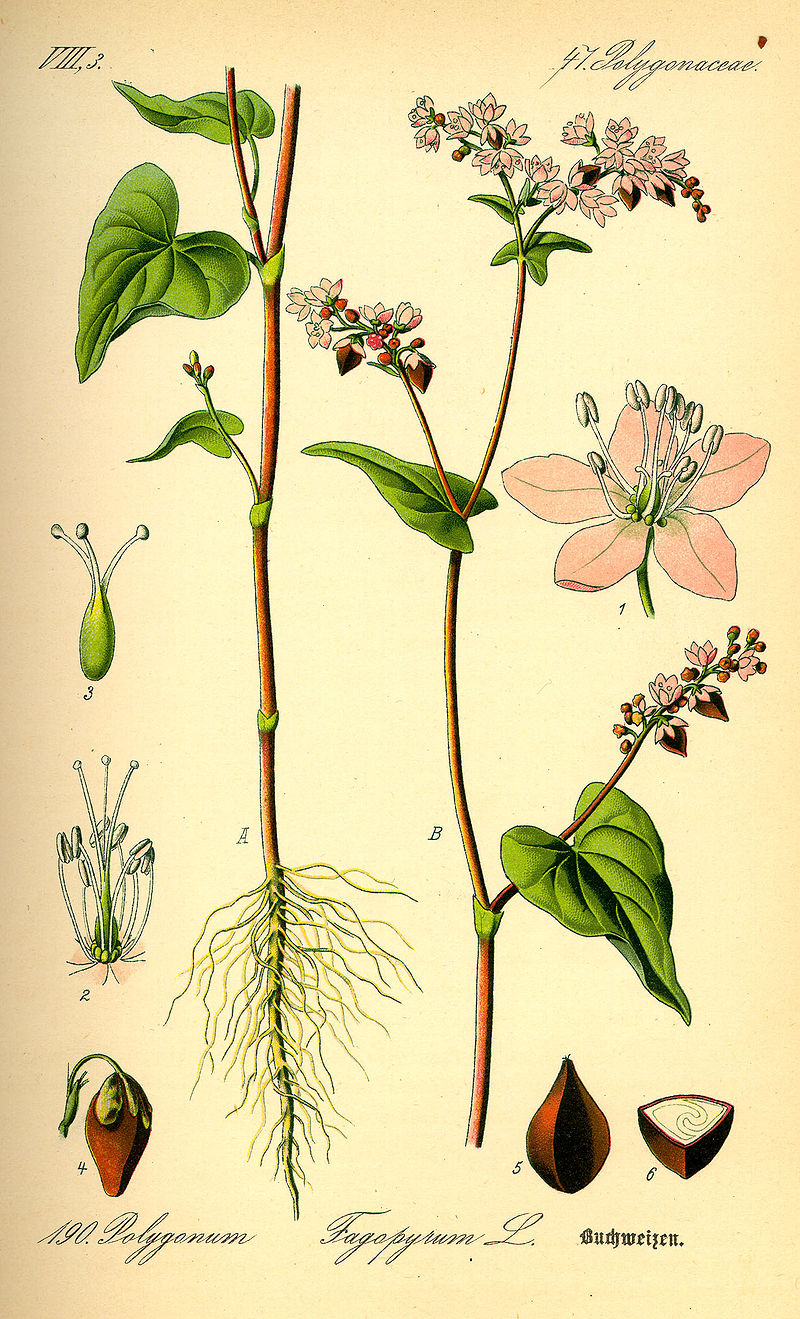 VIII, 3.
47. Polygonaceae.
1
3
A
B
2
4
5
6
190. Polygonum Fagopyrum L. Buchweizen.